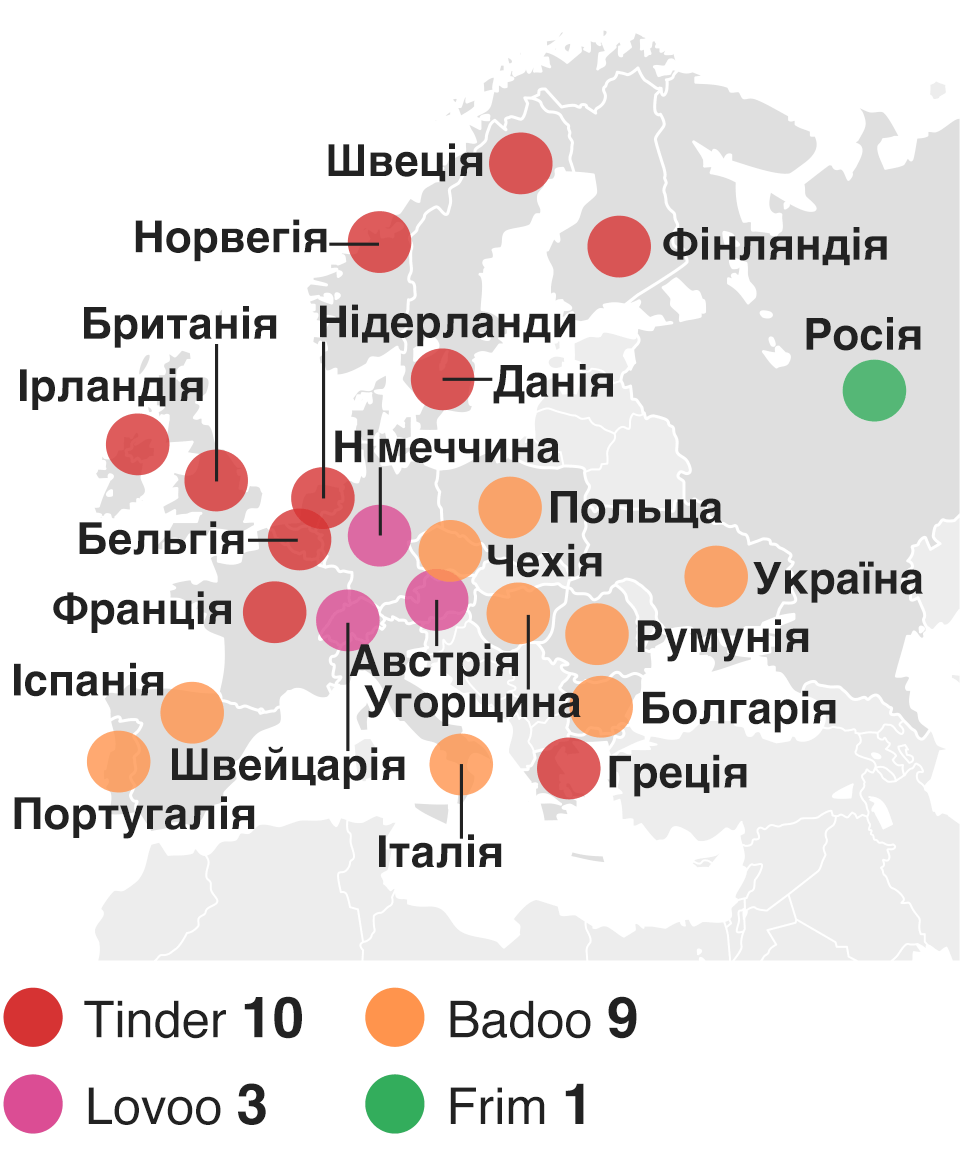 Швеція
Норвегія
Фінляндія
Британія
Нідерланди
Росія
Ірландія
Данія
Німеччина
Польща
Бельгія
Чехія
Україна
Франція
Румунія
Австрія
Іспанія
Угорщина
Болгарія
Швейцарія
Греція
Португалія
Італія
Tinder 10
Badoo 9
Lovoo 3
Frim 1